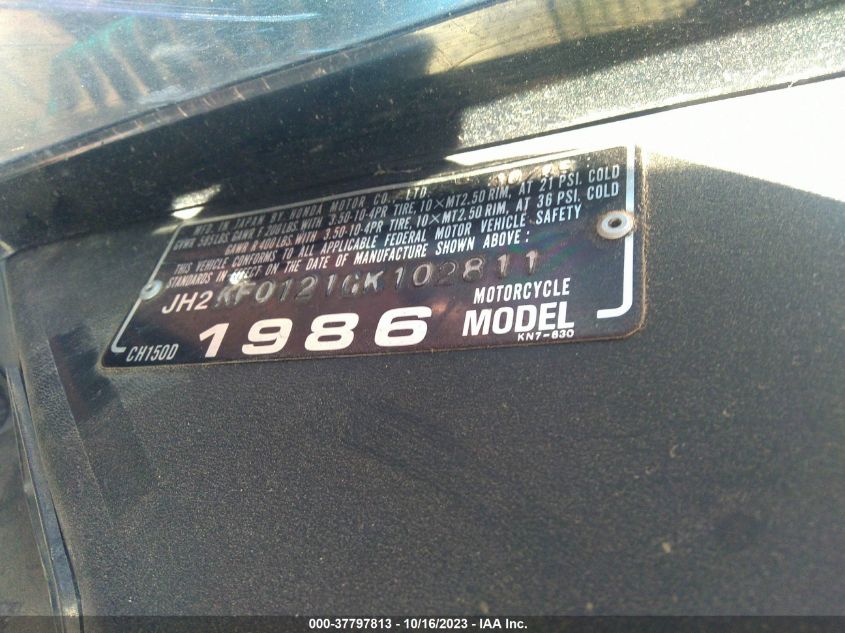 MFD. IN JAPAN BY HONDA MOTOR CO., LTD.
GVWR 585LBS GAWR F 200LBS WITH 3.50-10-4PR TIRE, 10×MT2.50 RIM, AT 21 PSI, COLD
GAWR R 400LBS WITH 3.50-10-4PR TIRE, 10×MT2.50 RIM, AT 36 PSI, COLD
THIS VEHICLE CONFORMS TO ALL APPLICABLE FEDERAL MOTOR VEHICLE SAFETY
STANDARDS IN EFFECT ON THE DATE OF MANUFACTURE SHOWN ABOVE:
JH2KF0121GK102811
CH150D 1986 MOTORCYCLE MODEL
KN7-630
000-37797813 - 10/16/2023 - IAA Inc.